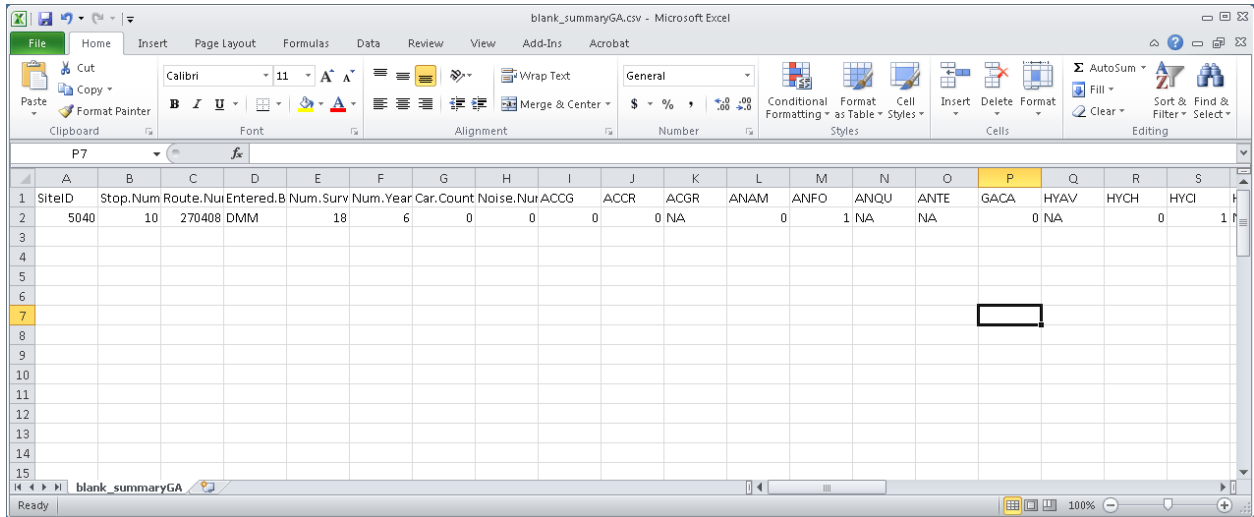 blank_summaryGA.csv - Microsoft Excel
File Home Insert Page Layout Formulas Data Review View Add-Ins Acrobat
Paste Cut Copy Format Painter Clipboard
Calibri 11 A A B I U A Font
Wrap Text Merge & Center Alignment
General $ % , .0 .00 .00 .0 Number
Conditional Formatting Format as Table Cell Styles Styles
Insert Delete Format Cells
Σ AutoSum Fill Clear Sort & Filter Find & Select Editing
P7 fx
A B C D E F G H I J K L M N O P Q R S
1 SiteID Stop.Num Route.Nu Entered.B Num.Surv Num.Year Car.Count Noise.Nu ACCG ACCR ACGR ANAM ANFO ANQU ANTE GACA HYAV HYCH HYCI
2 5040 10 270408 DMM 18 6 0 0 0 0 NA 0 1 NA NA 0 NA 0 1
3
4
5
6
7
8
9
10
11
12
13
14
15
blank_summaryGA
Ready 100%